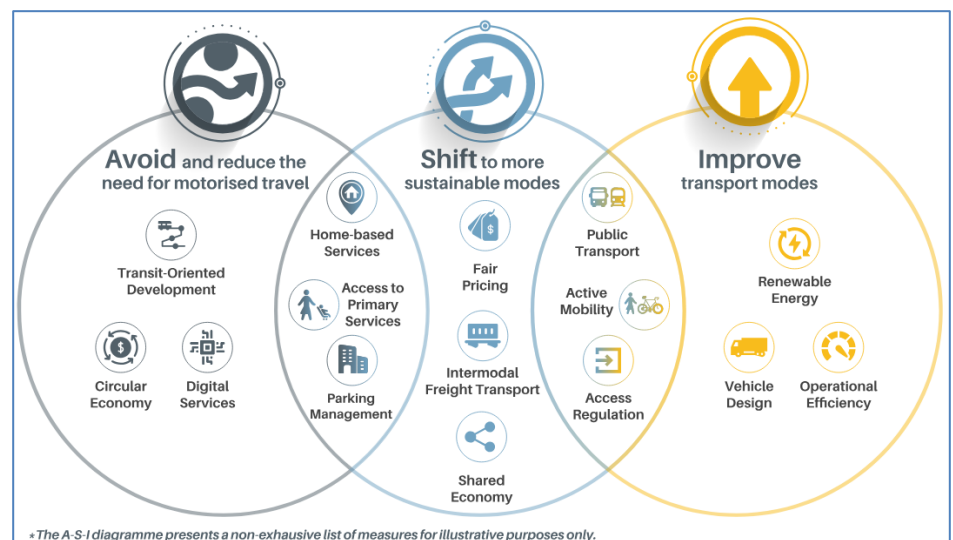 Avoid and reduce the
need for motorised travel
Shift to more
sustainable modes
Improve
transport modes
Transit-Oriented
Development
Circular
Economy
Digital
Services
Home-based
Services
Access to
Primary
Services
Parking
Management
$
Fair
Pricing
Intermodal
Freight Transport
Shared
Economy
Public
Transport
Active
Mobility
Access
Regulation
Renewable
Energy
Vehicle
Design
Operational
Efficiency
$
*The A-S-I diagramme presents a non-exhausive list of measures for illustrative purposes only.